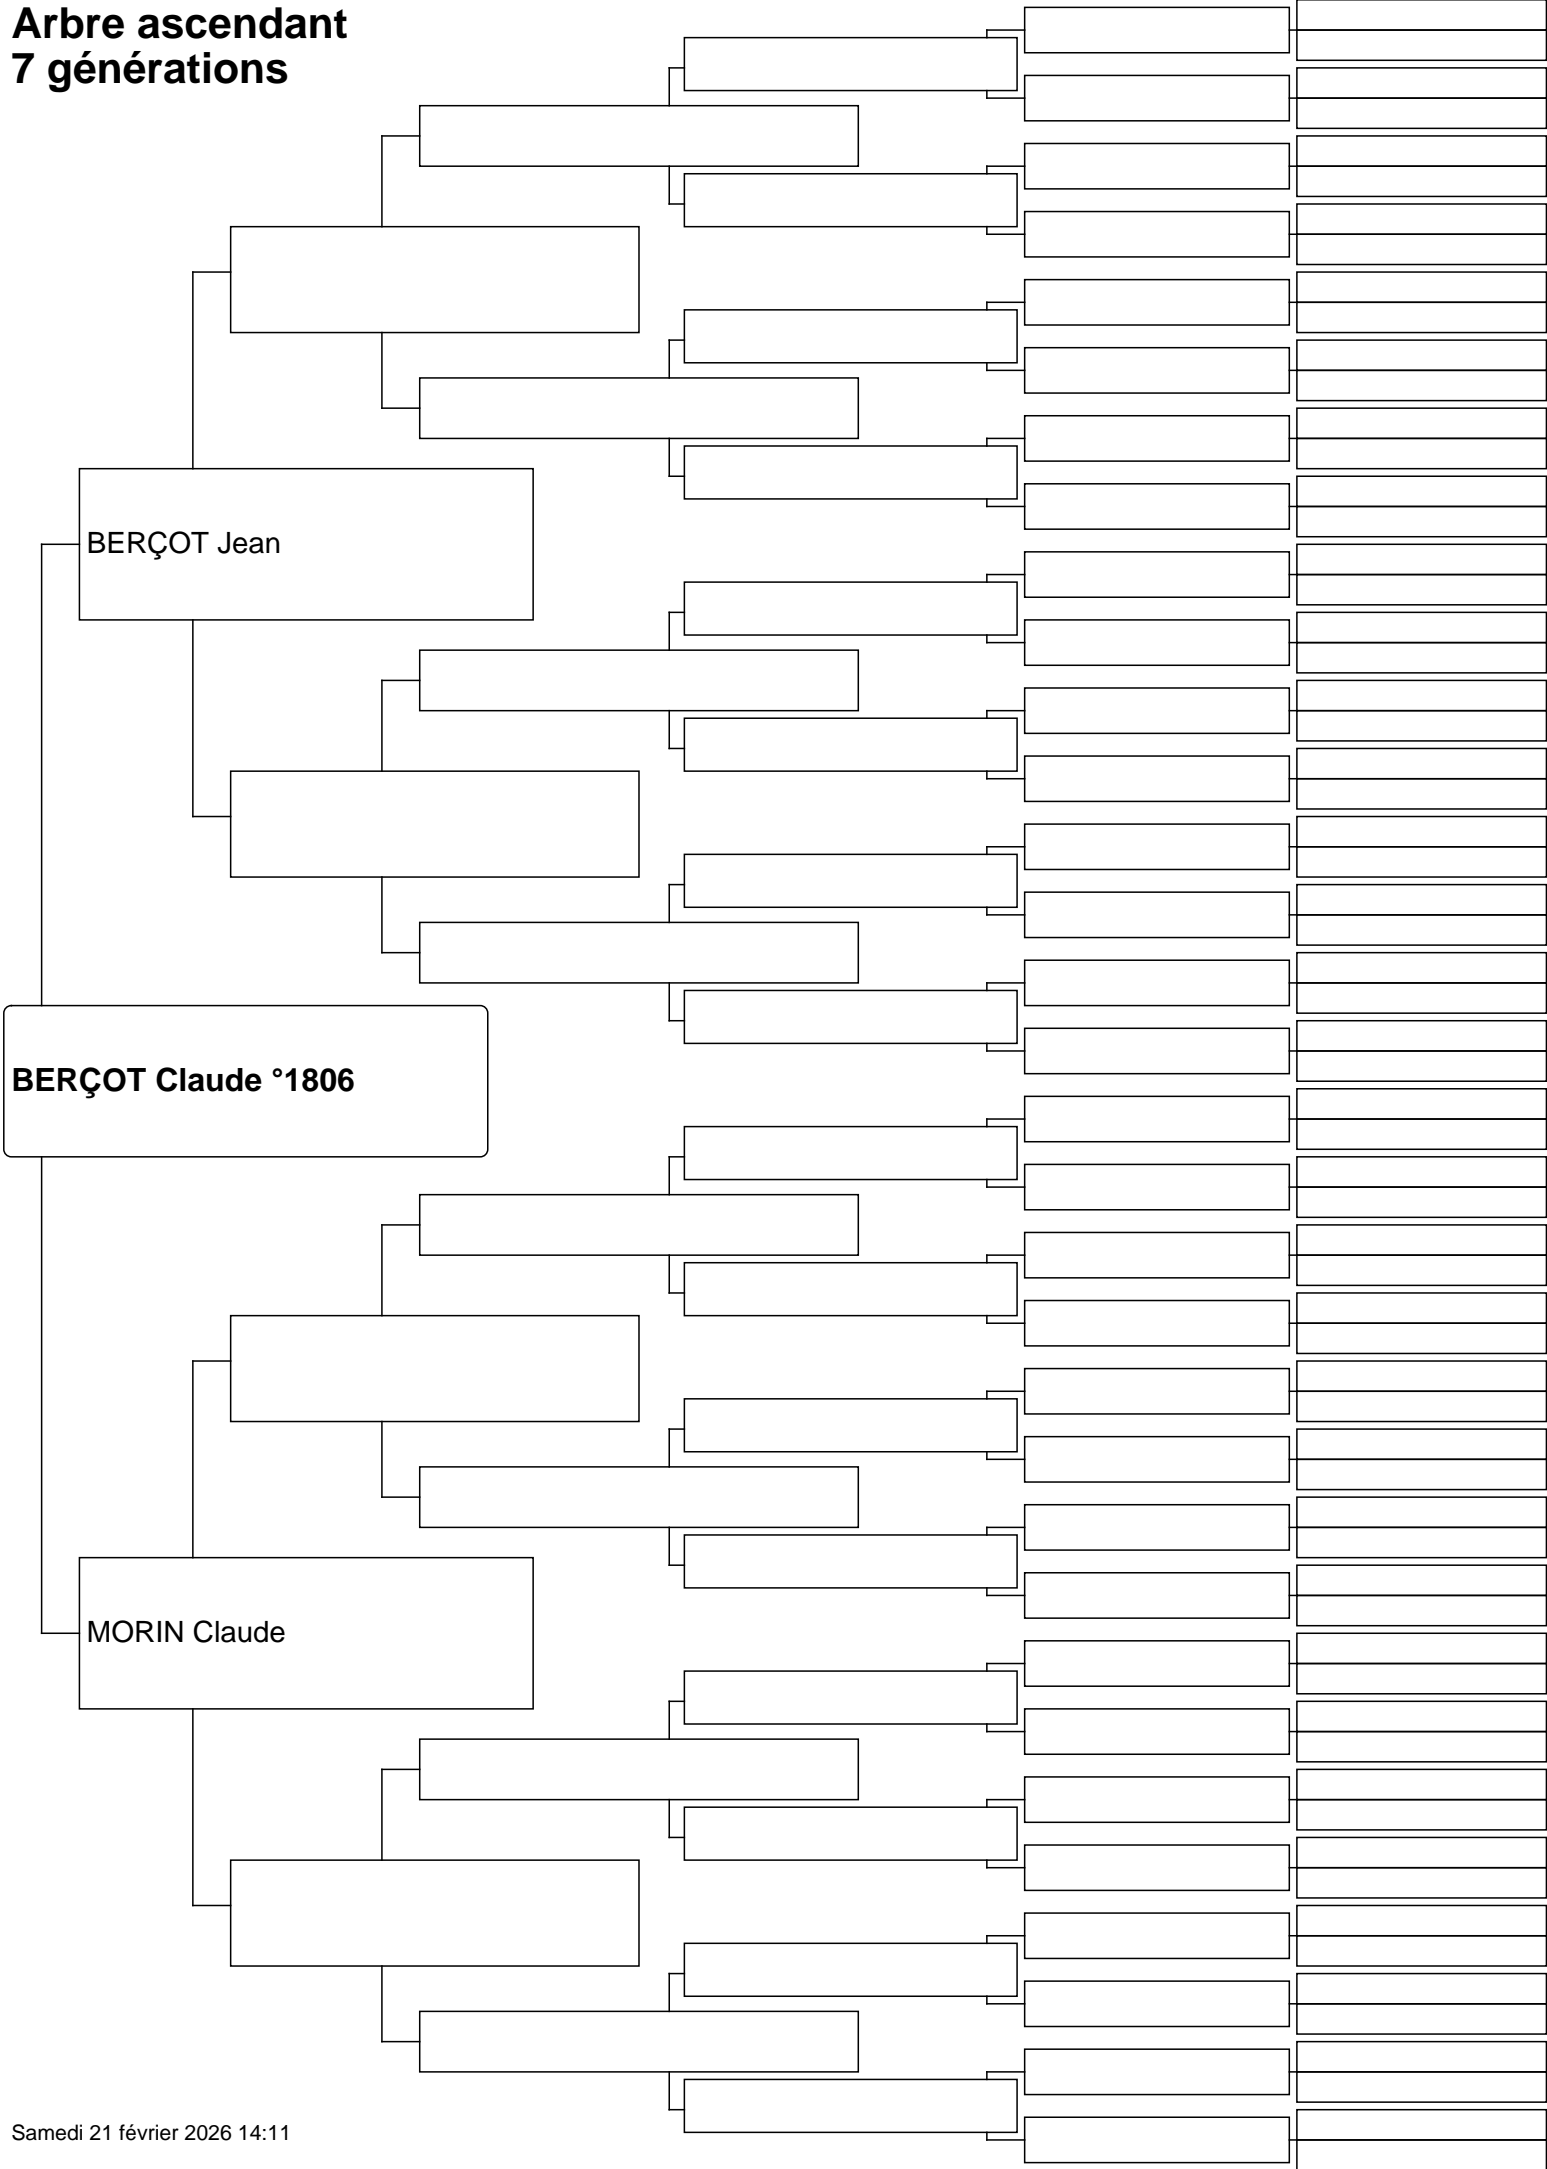 Arbre ascendant
7 générations
BERÇOT Jean
BERÇOT Claude °1806
MORIN Claude
Samedi 21 février 2026 14:11